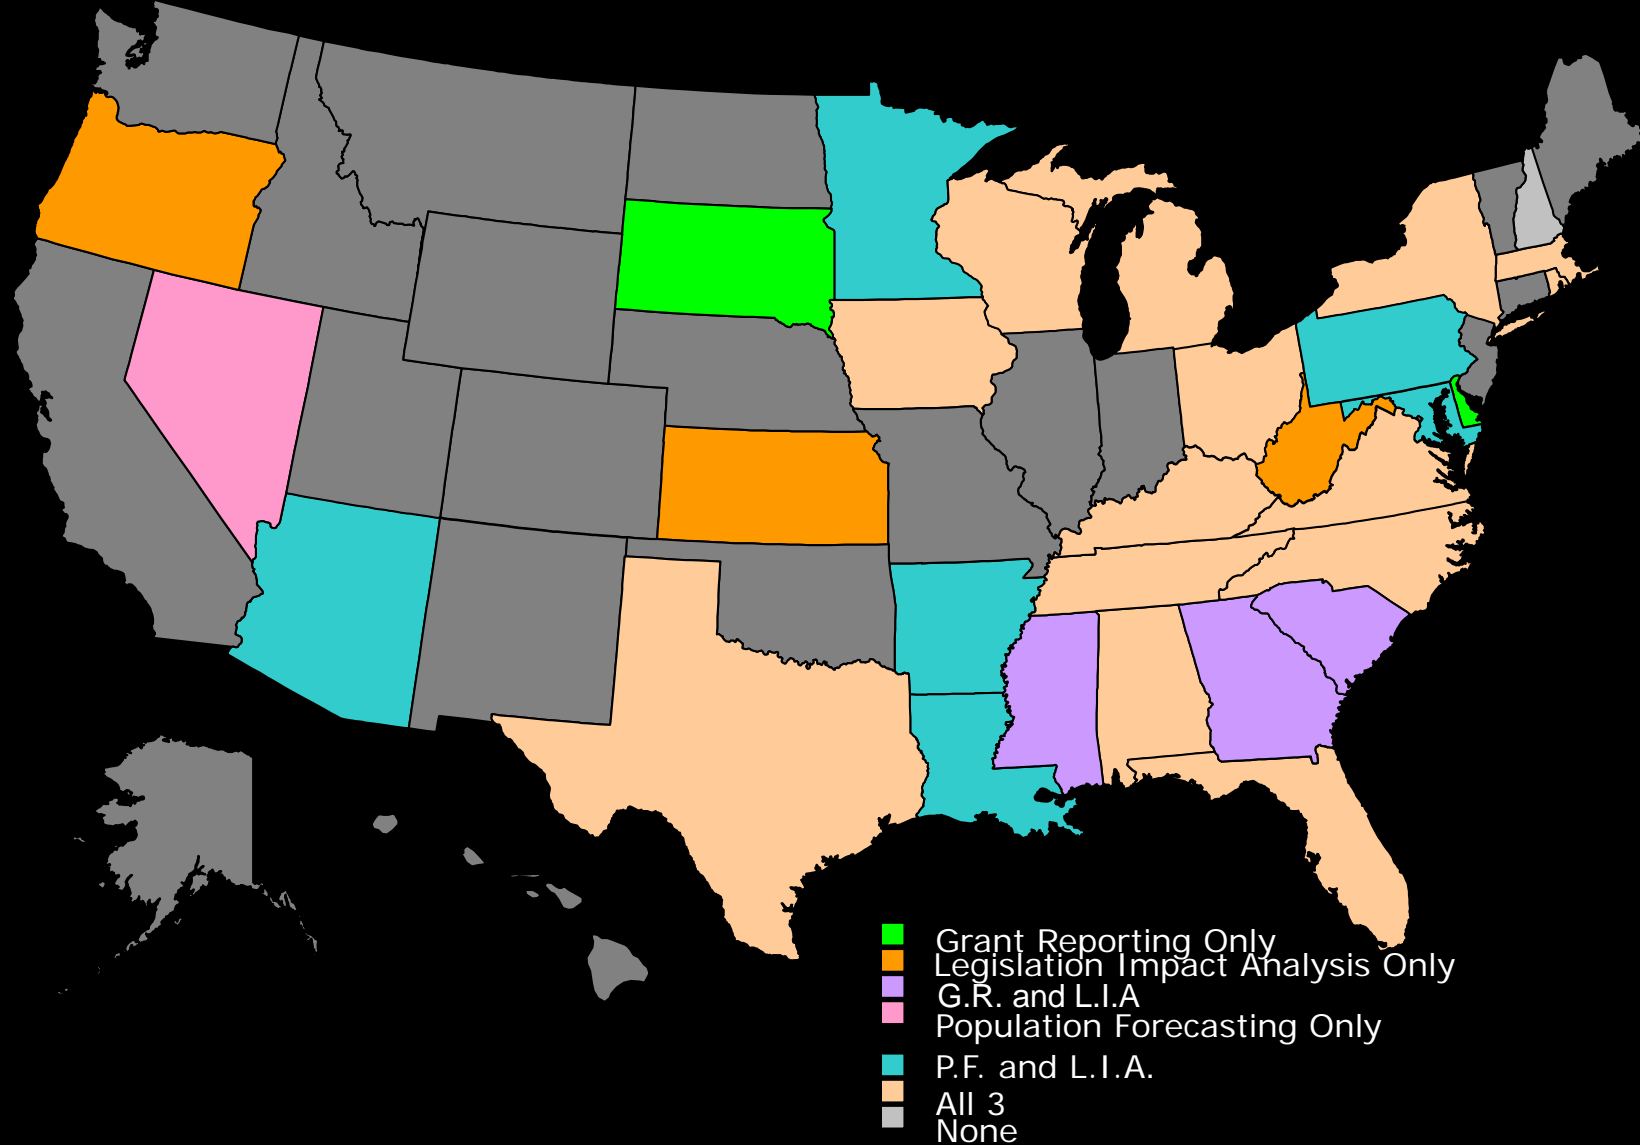 Grant Reporting Only
Legislation Impact Analysis Only
G.R. and L.I.A
Population Forecasting Only
P.F. and L.I.A.
All 3
None